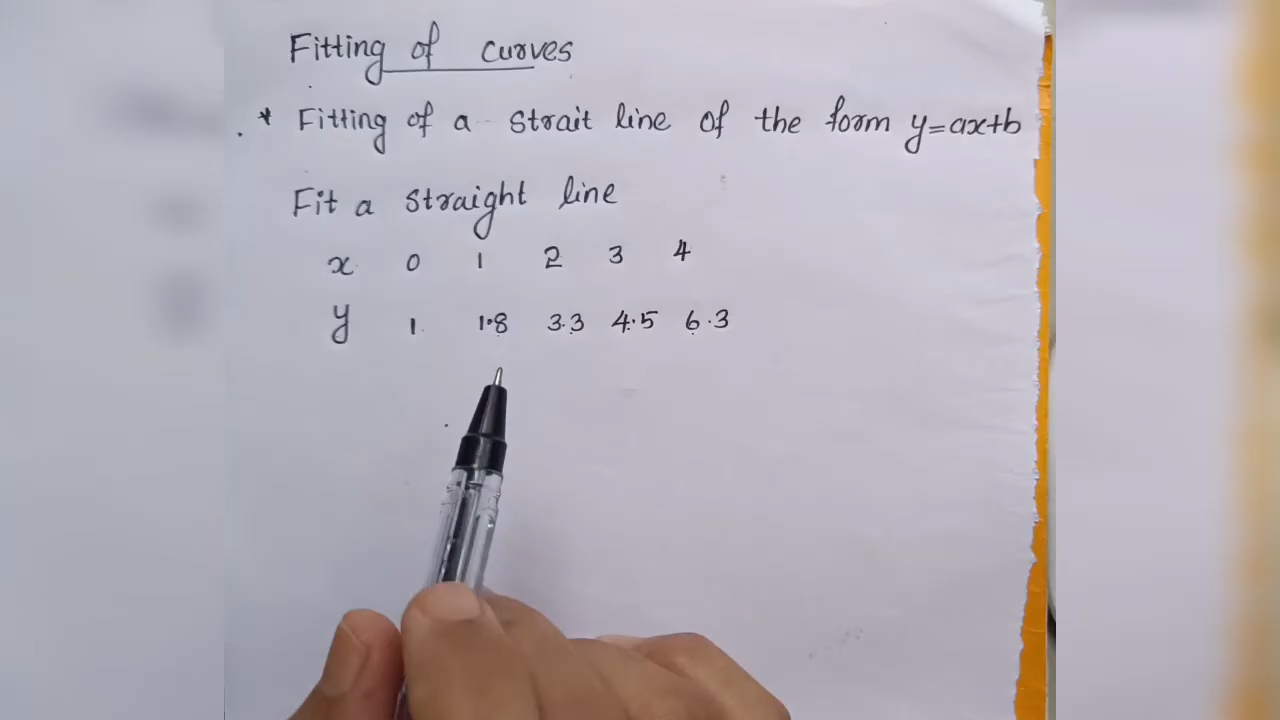 Fitting of curves
* Fitting of a strait line of the form y=ax+b
Fit a straight line
x 0 1 2 3 4
y 1 1.8 3.3 4.5 6.3